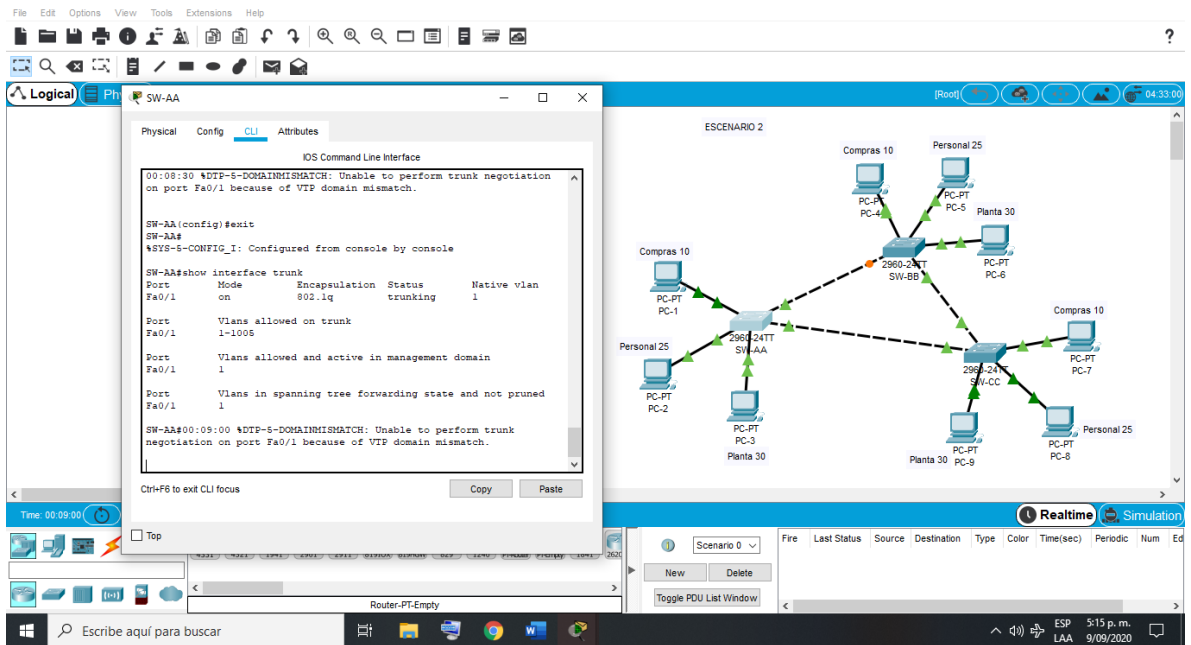 File Edit Options View Tools Extensions Help
?
Logical
Ph
[Root]
04:33:00
SW-AA
Physical Config CLI Attributes
IOS Command Line Interface
00:08:30 %DTP-5-DOMAINMISMATCH: Unable to perform trunk negotiation
on port Fa0/1 because of VTP domain mismatch.
SW-AA(config)#exit
SW-AA#
%SYS-5-CONFIG_I: Configured from console by console
SW-AA#show interface trunk
Port Mode Encapsulation Status Native vlan
Fa0/1 on 802.1q trunking 1
Port Vlans allowed on trunk
Fa0/1 1-1005
Port Vlans allowed and active in management domain
Fa0/1 1
Port Vlans in spanning tree forwarding state and not pruned
Fa0/1 1
SW-AA#00:09:00 %DTP-5-DOMAINMISMATCH: Unable to perform trunk
negotiation on port Fa0/1 because of VTP domain mismatch.
Ctrl+F6 to exit CLI focus
Copy Paste
Top
ESCENARIO 2
Compras 10
Personal 25
PC-PT
PC-4
PC-PT
PC-5
Planta 30
PC-PT
PC-6
2960-24TT
SW-BB
Compras 10
PC-PT
PC-1
2960-24TT
SW-AA
Personal 25
PC-PT
PC-2
PC-PT
PC-3
Planta 30
Compras 10
PC-PT
PC-7
2960-24TT
SW-CC
Personal 25
PC-PT
PC-8
PC-PT
Planta 30 PC-9
Time: 00:09:00
Realtime Simulation
Scenario 0
New Delete
Toggle PDU List Window
Fire Last Status Source Destination Type Color Time(sec) Periodic Num Ed
Router-PT-Empty
Escribe aquí para buscar
ESP
LAA
5:15 p. m.
9/09/2020